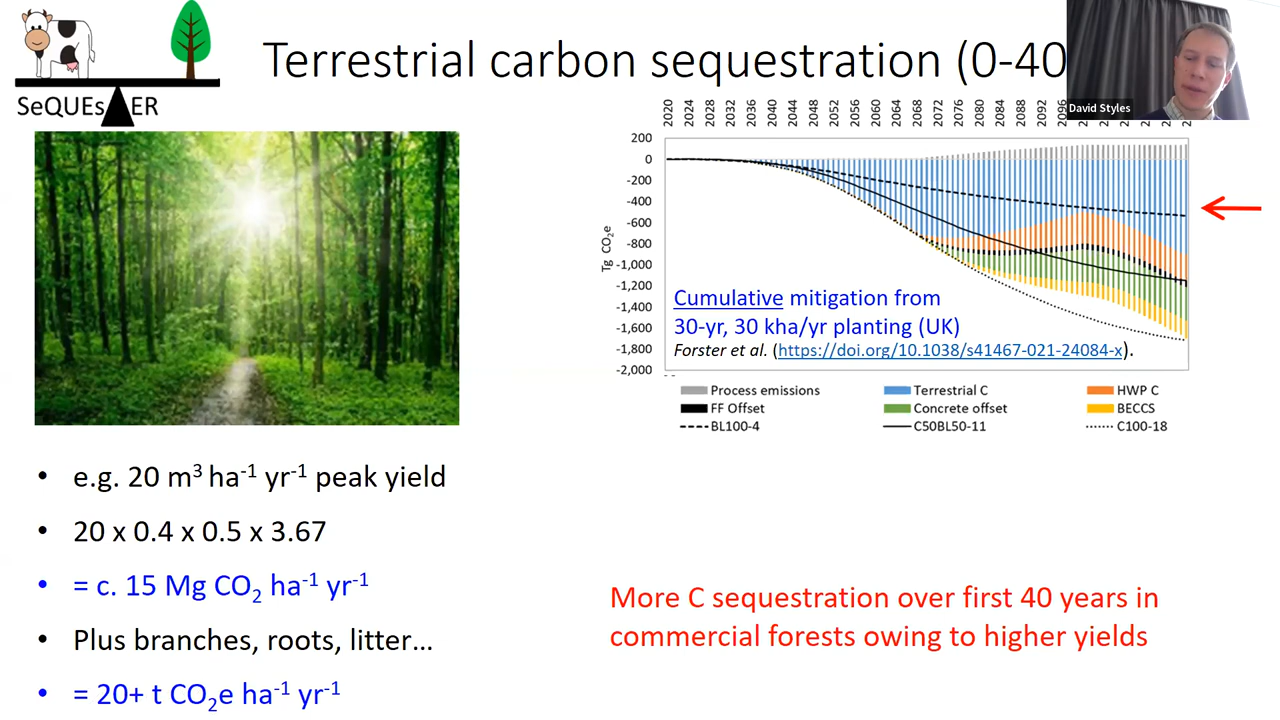 SeQUEsTER
Terrestrial carbon sequestration (0-40
David Styles
2020 2024 2028 2032 2036 2040 2044 2048 2052 2056 2060 2064 2068 2072 2076 2080 2084 2088 2092
200
0
-200
-400
-600
-800
-1,000
-1,200
-1,400
-1,600
-1,800
-2,000
Tg CO₂e
Cumulative mitigation from
30-yr, 30 kha/yr planting (UK)
Forster et al. (https://doi.org/10.1038/s41467-021-24084-x).
Process emissions Terrestrial C HWP C
FF Offset Concrete offset BECCS
BL100-4 C50BL50-11 C100-18
• e.g. 20 m³ ha⁻¹ yr⁻¹ peak yield
• 20 x 0.4 x 0.5 x 3.67
• = c. 15 Mg CO₂ ha⁻¹ yr⁻¹
• Plus branches, roots, litter…
• = 20+ t CO₂e ha⁻¹ yr⁻¹
More C sequestration over first 40 years in
commercial forests owing to higher yields